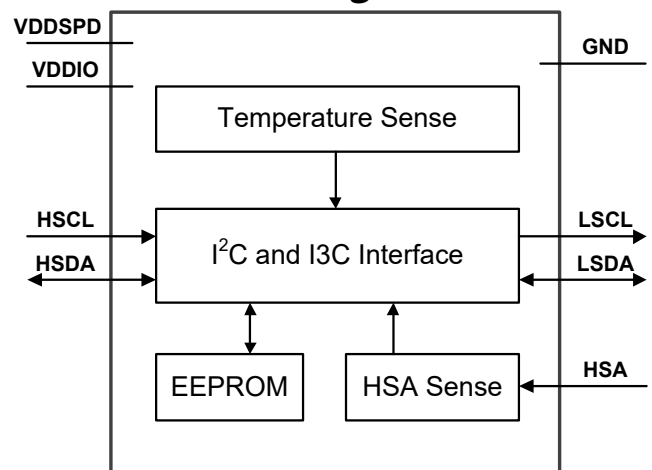 VDDSPD
GND
VDDIO
Temperature Sense
HSCL
LSCL
I²C and I3C Interface
HSDA
LSDA
EEPROM
HSA Sense
HSA